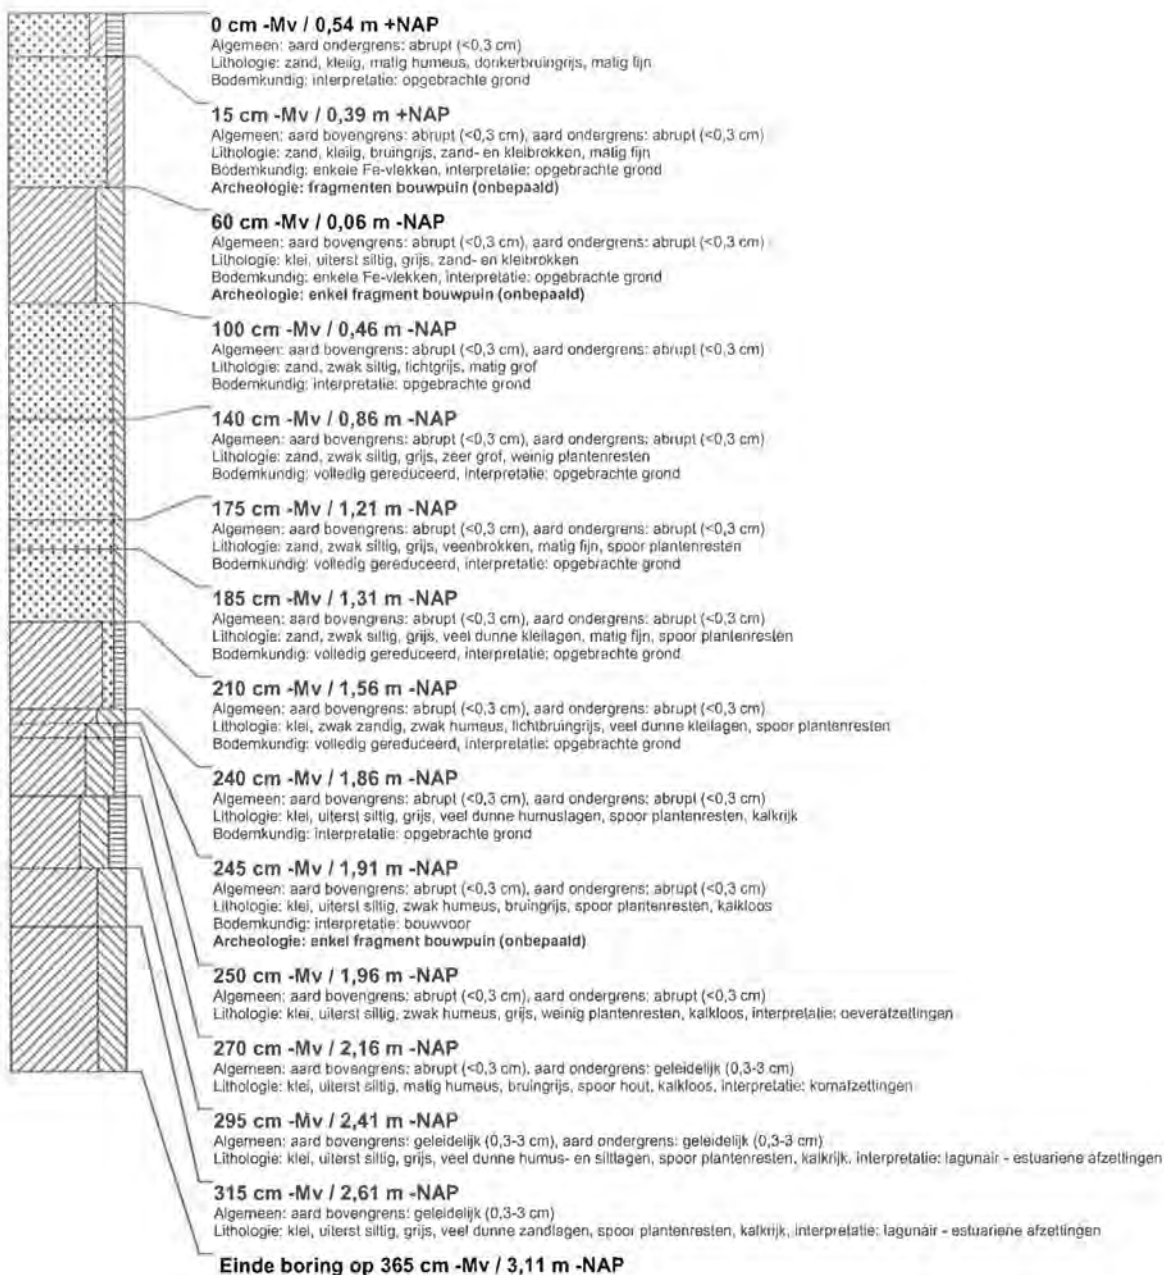 0 cm -Mv / 0,54 m +NAP
Algemeen: aard ondergrens: abrupt (<0,3 cm)
Lithologie: zand, kleiig, matig humeus, donkerbruingrijs, matig fijn
Bodemkundig: interpretatie: opgebrachte grond
15 cm -Mv / 0,39 m +NAP
Algemeen: aard bovengrens: abrupt (<0,3 cm), aard ondergrens: abrupt (<0,3 cm)
Lithologie: zand, kleiig, bruingrijs, zand- en kleibrokken, matig fijn
Bodemkundig: enkele Fe-vlekken, interpretatie: opgebrachte grond
Archeologie: fragmenten bouwpuin (onbepaald)
60 cm -Mv / 0,06 m -NAP
Algemeen: aard bovengrens: abrupt (<0,3 cm), aard ondergrens: abrupt (<0,3 cm)
Lithologie: klei, uiterst siltig, grijs, zand- en kleibrokken
Bodemkundig: enkele Fe-vlekken, interpretatie: opgebrachte grond
Archeologie: enkel fragment bouwpuin (onbepaald)
100 cm -Mv / 0,46 m -NAP
Algemeen: aard bovengrens: abrupt (<0,3 cm), aard ondergrens: abrupt (<0,3 cm)
Lithologie: zand, zwak siltig, lichtgrijs, matig grof
Bodemkundig: interpretatie: opgebrachte grond
140 cm -Mv / 0,86 m -NAP
Algemeen: aard bovengrens: abrupt (<0,3 cm), aard ondergrens: abrupt (<0,3 cm)
Lithologie: zand, zwak siltig, grijs, zeer grof, weinig plantenresten
Bodemkundig: volledig gereduceerd, interpretatie: opgebrachte grond
175 cm -Mv / 1,21 m -NAP
Algemeen: aard bovengrens: abrupt (<0,3 cm), aard ondergrens: abrupt (<0,3 cm)
Lithologie: zand, zwak siltig, grijs, veenbrokken, matig fijn, spoor plantenresten
Bodemkundig: volledig gereduceerd, interpretatie: opgebrachte grond
185 cm -Mv / 1,31 m -NAP
Algemeen: aard bovengrens: abrupt (<0,3 cm), aard ondergrens: abrupt (<0,3 cm)
Lithologie: zand, zwak siltig, grijs, veel dunne kleilagen, matig fijn, spoor plantenresten
Bodemkundig: volledig gereduceerd, interpretatie: opgebrachte grond
210 cm -Mv / 1,56 m -NAP
Algemeen: aard bovengrens: abrupt (<0,3 cm), aard ondergrens: abrupt (<0,3 cm)
Lithologie: klei, zwak zandig, zwak humeus, lichtbruingrijs, veel dunne kleilagen, spoor plantenresten
Bodemkundig: volledig gereduceerd, interpretatie: opgebrachte grond
240 cm -Mv / 1,86 m -NAP
Algemeen: aard bovengrens: abrupt (<0,3 cm), aard ondergrens: abrupt (<0,3 cm)
Lithologie: klei, uiterst siltig, grijs, veel dunne humuslagen, spoor plantenresten, kalkrijk
Bodemkundig: interpretatie: opgebrachte grond
245 cm -Mv / 1,91 m -NAP
Algemeen: aard bovengrens: abrupt (<0,3 cm), aard ondergrens: abrupt (<0,3 cm)
Lithologie: klei, uiterst siltig, zwak humeus, bruingrijs, spoor plantenresten, kalkloos
Bodemkundig: interpretatie: bouwvoor
Archeologie: enkel fragment bouwpuin (onbepaald)
250 cm -Mv / 1,96 m -NAP
Algemeen: aard bovengrens: abrupt (<0,3 cm), aard ondergrens: abrupt (<0,3 cm)
Lithologie: klei, uiterst siltig, zwak humeus, grijs, weinig plantenresten, kalkloos, interpretatie: oeverafzettingen
270 cm -Mv / 2,16 m -NAP
Algemeen: aard bovengrens: abrupt (<0,3 cm), aard ondergrens: geleidelijk (0,3-3 cm)
Lithologie: klei, uiterst siltig, matig humeus, bruingrijs, spoor hout, kalkloos, interpretatie: komafzettingen
295 cm -Mv / 2,41 m -NAP
Algemeen: aard bovengrens: geleidelijk (0,3-3 cm), aard ondergrens: geleidelijk (0,3-3 cm)
Lithologie: klei, uiterst siltig, grijs, veel dunne humus- en siltlagen, spoor plantenresten, kalkrijk, interpretatie: lagunair - estuariene afzettingen
315 cm -Mv / 2,61 m -NAP
Algemeen: aard bovengrens: geleidelijk (0,3-3 cm)
Lithologie: klei, uiterst siltig, grijs, veel dunne zandlagen, spoor plantenresten, kalkrijk, interpretatie: lagunair - estuariene afzettingen
Einde boring op 365 cm -Mv / 3,11 m -NAP